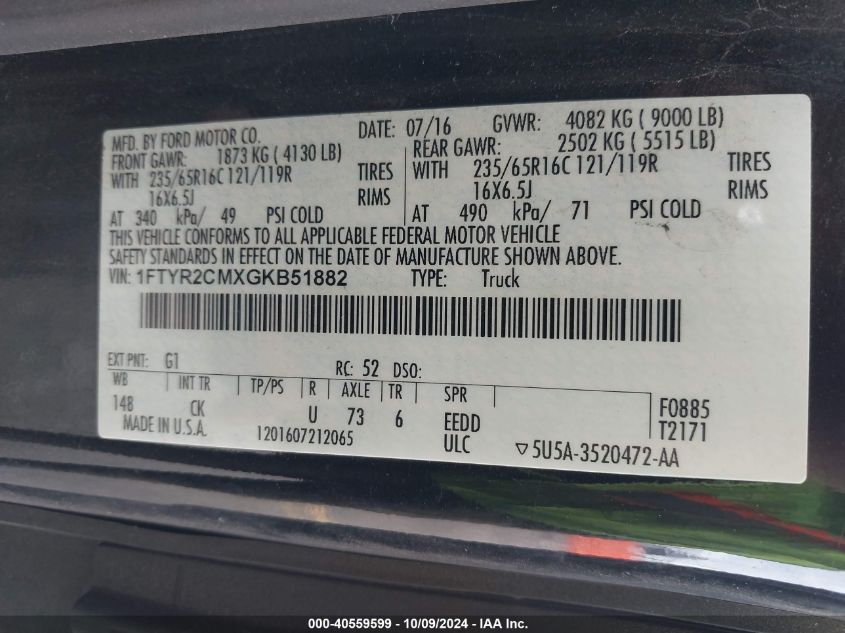 MFD. BY FORD MOTOR CO. DATE: 07/16 GVWR: 4082 KG ( 9000 LB)
FRONT GAWR: 1873 KG ( 4130 LB) REAR GAWR: 2502 KG ( 5515 LB)
WITH 235/65R16C 121/119R TIRES WITH 235/65R16C 121/119R TIRES
16X6.5J RIMS 16X6.5J RIMS
AT 340 kPa/ 49 PSI COLD AT 490 kPa/ 71 PSI COLD
THIS VEHICLE CONFORMS TO ALL APPLICABLE FEDERAL MOTOR VEHICLE
SAFETY STANDARDS IN EFFECT ON THE DATE OF MANUFACTURE SHOWN ABOVE.
VIN: 1FTYR2CMXGKB51882 TYPE: Truck
EXT PNT: G1 RC: 52 DSO:
WB INT TR TP/PS R AXLE TR SPR
148 CK U 73 6 EEDD F0885
MADE IN U.S.A. 1201607212065 ULC T2171
▽5U5A-3520472-AA
000-40559599 - 10/09/2024 - IAA Inc.